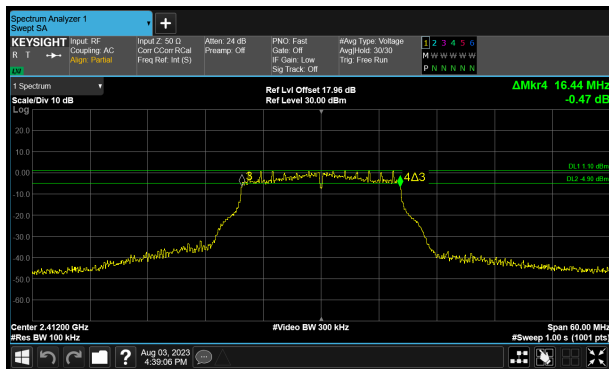 Spectrum Analyzer 1
Swept SA
+
KEYSIGHT
R T
LV
Input: RF
Coupling: AC
Align: Partial
Input Z: 50 Ω
Corr CCorr RCal
Freq Ref: Int (S)
Atten: 24 dB
Preamp: Off
PNO: Fast
Gate: Off
IF Gain: Low
Sig Track: Off
#Avg Type: Voltage
Avg|Hold: 30/30
Trig: Free Run
1 2 3 4 5 6
M W W W W W
P N N N N N
1 Spectrum
Scale/Div 10 dB
Ref Lvl Offset 17.96 dB
Ref Level 30.00 dBm
ΔMkr4 16.44 MHz
-0.47 dB
Log
20.0
10.0
0.00
-10.0
-20.0
-30.0
-40.0
-50.0
-60.0
3
4Δ3
DL1 1.10 dBm
DL2 -4.90 dBm
Center 2.41200 GHz
#Res BW 100 kHz
#Video BW 300 kHz
Span 60.00 MHz
#Sweep 1.00 s (1001 pts)
?
Aug 03, 2023
4:39:06 PM